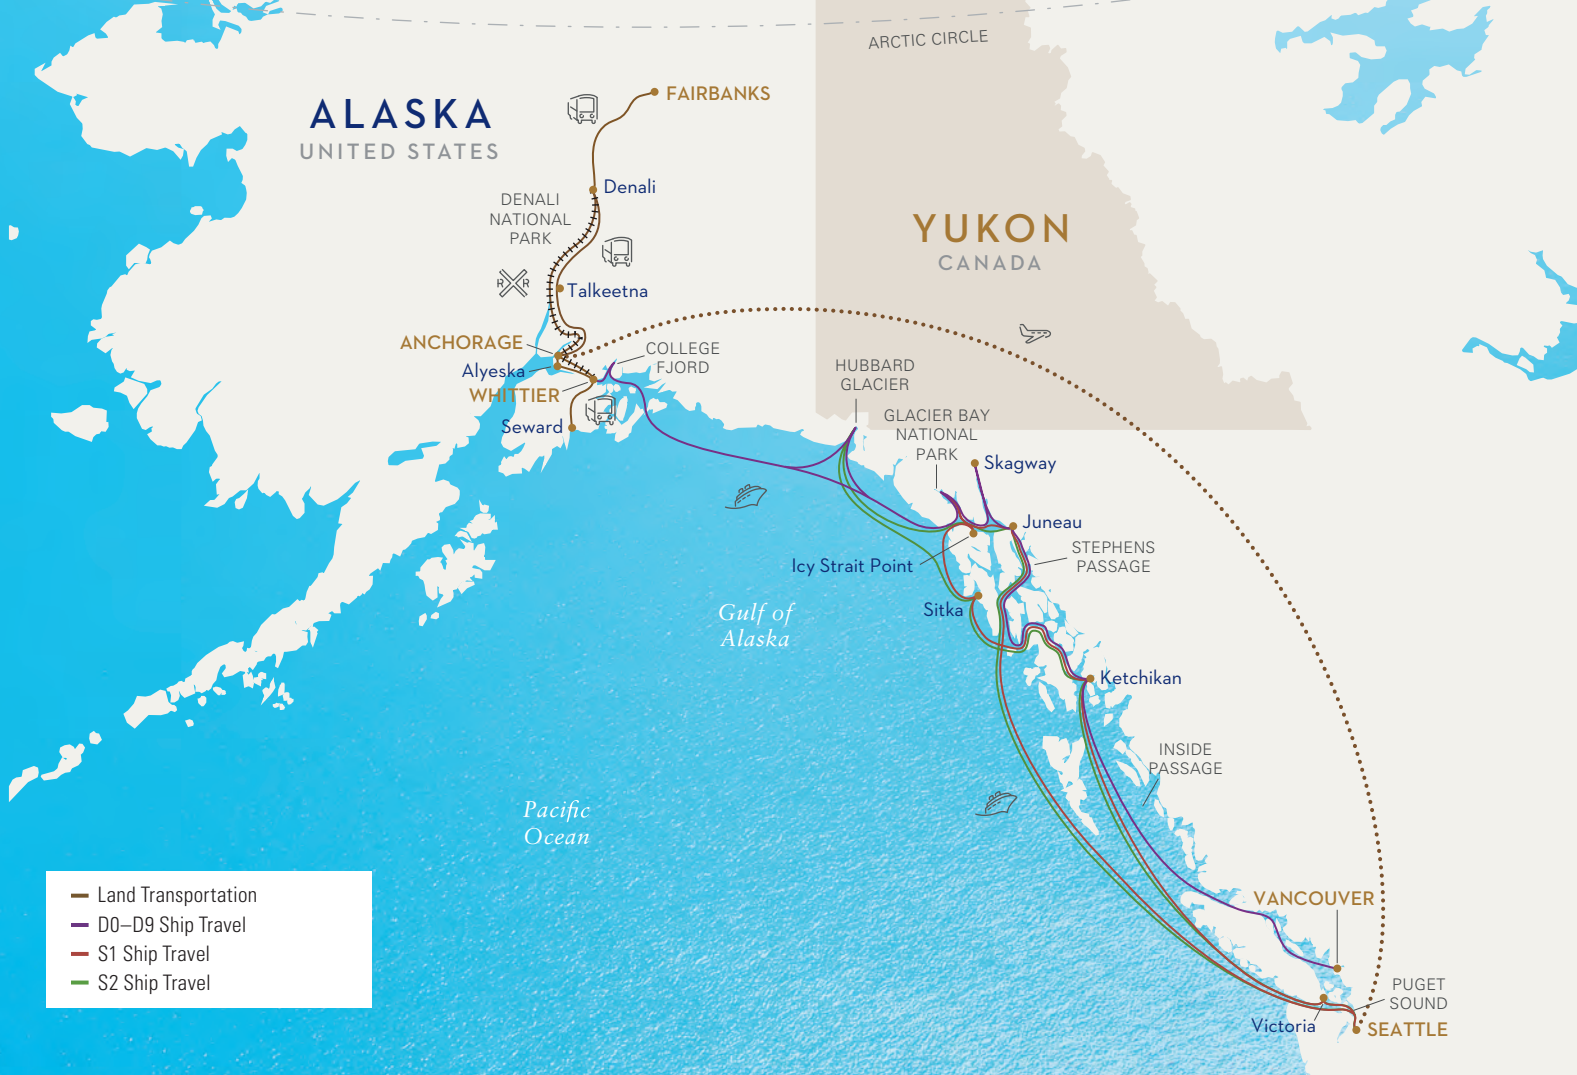 ARCTIC CIRCLE
FAIRBANKS
ALASKA
UNITED STATES
Denali
DENALI
NATIONAL
PARK
YUKON
CANADA
R R
Talkeetna
ANCHORAGE
COLLEGE
FJORD
Alyeska
HUBBARD
GLACIER
WHITTIER
GLACIER BAY
NATIONAL
PARK
Seward
Skagway
Juneau
STEPHENS
PASSAGE
Icy Strait Point
Gulf of
Alaska
Sitka
Ketchikan
INSIDE
PASSAGE
Pacific
Ocean
Land Transportation
D0–D9 Ship Travel
S1 Ship Travel
S2 Ship Travel
VANCOUVER
PUGET
SOUND
Victoria
SEATTLE